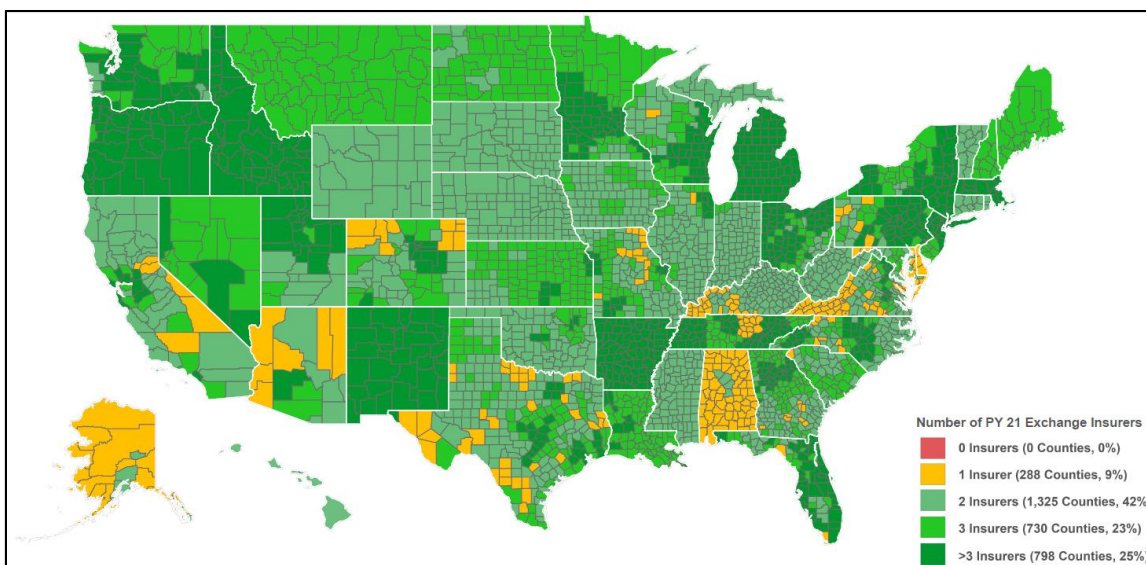 Number of PY 21 Exchange Insurers
0 Insurers (0 Counties, 0%)
1 Insurer (288 Counties, 9%)
2 Insurers (1,325 Counties, 42%
3 Insurers (730 Counties, 23%)
>3 Insurers (798 Counties, 25%)